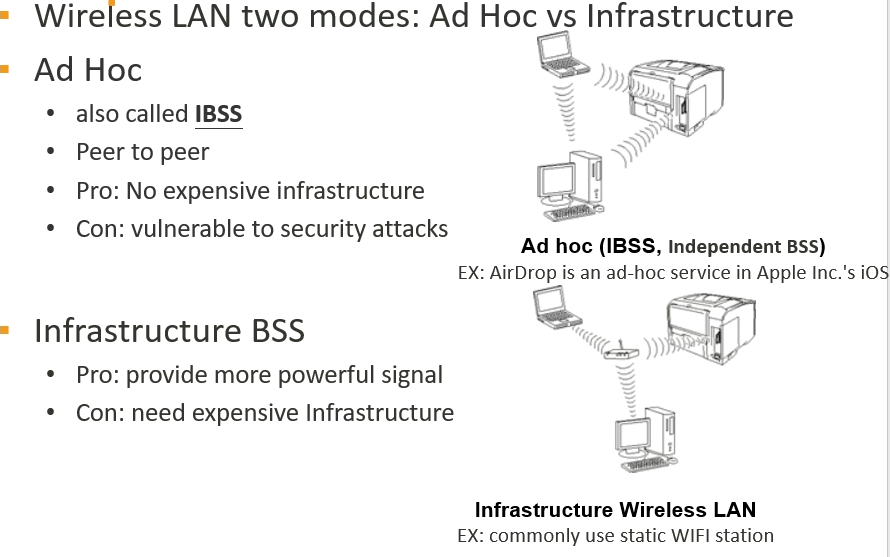 Wireless LAN two modes: Ad Hoc vs Infrastructure
Ad Hoc
• also called IBSS
• Peer to peer
• Pro: No expensive infrastructure
• Con: vulnerable to security attacks
Ad hoc (IBSS, Independent BSS)
EX: AirDrop is an ad-hoc service in Apple Inc.'s iOS
Infrastructure BSS
• Pro: provide more powerful signal
• Con: need expensive Infrastructure
Infrastructure Wireless LAN
EX: commonly use static WIFI station